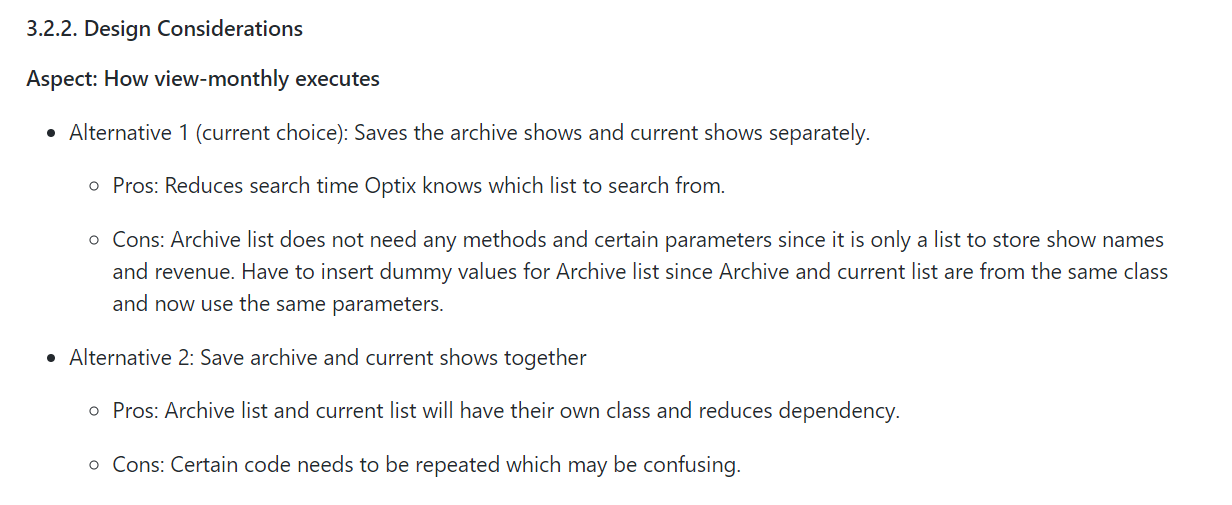 3.2.2. Design Considerations
Aspect: How view-monthly executes
• Alternative 1 (current choice): Saves the archive shows and current shows separately.
◦ Pros: Reduces search time Optix knows which list to search from.
◦ Cons: Archive list does not need any methods and certain parameters since it is only a list to store show names
and revenue. Have to insert dummy values for Archive list since Archive and current list are from the same class
and now use the same parameters.
• Alternative 2: Save archive and current shows together
◦ Pros: Archive list and current list will have their own class and reduces dependency.
◦ Cons: Certain code needs to be repeated which may be confusing.